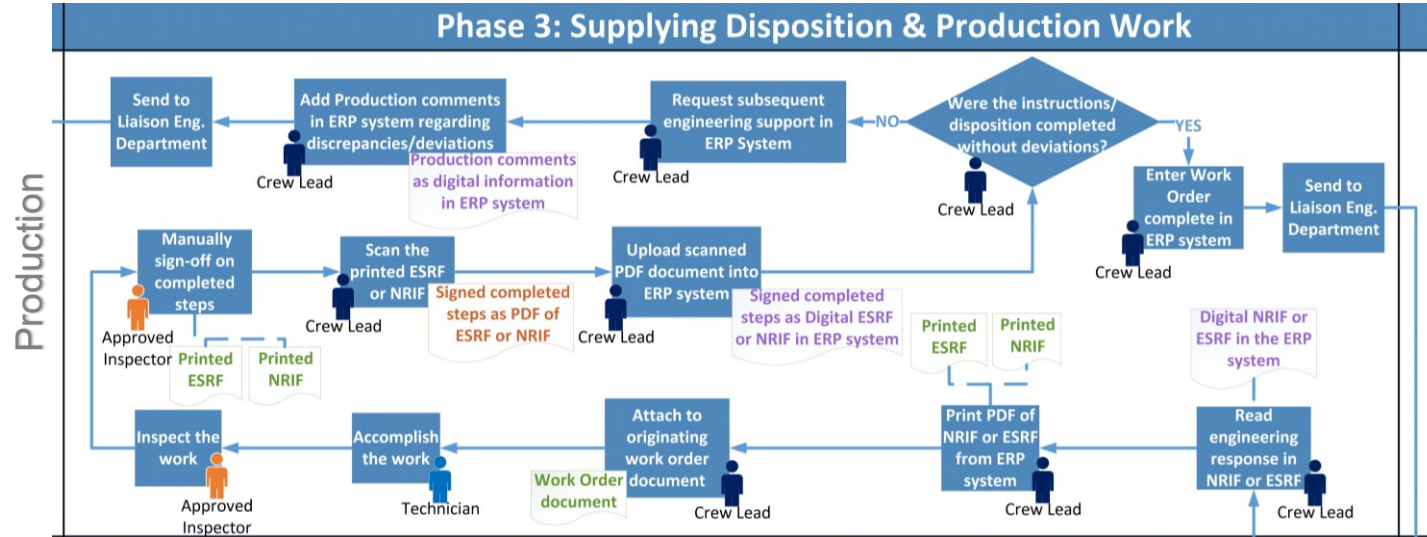 Phase 3: Supplying Disposition & Production Work
Production
Send to
Liaison Eng.
Department
Add Production comments
in ERP system regarding
discrepancies/deviations
Crew Lead
Production comments
as digital information
in ERP system
Request subsequent
engineering support in
ERP System
Crew Lead
NO
Were the instructions/
disposition completed
without deviations?
Crew Lead
YES
Enter Work
Order
complete in
ERP system
Crew Lead
Send to
Liaison Eng.
Department
Manually
sign-off on
completed
steps
Approved
Inspector
Printed
ESRF
Printed
NRIF
Scan the
printed ESRF
or NRIF
Crew Lead
Signed completed
steps as PDF of
ESRF or NRIF
Upload scanned
PDF document into
ERP system
Crew Lead
Signed completed
steps as Digital ESRF
or NRIF in ERP system
Printed
ESRF
Printed
NRIF
Digital NRIF or
ESRF in the ERP
system
Inspect the
work
Approved
Inspector
Accomplish
the work
Technician
Attach to
originating
work order
document
Crew Lead
Work Order
document
Print PDF of
NRIF or ESRF
from ERP
system
Crew Lead
Read
engineering
response in
NRIF or ESRF
Crew Lead